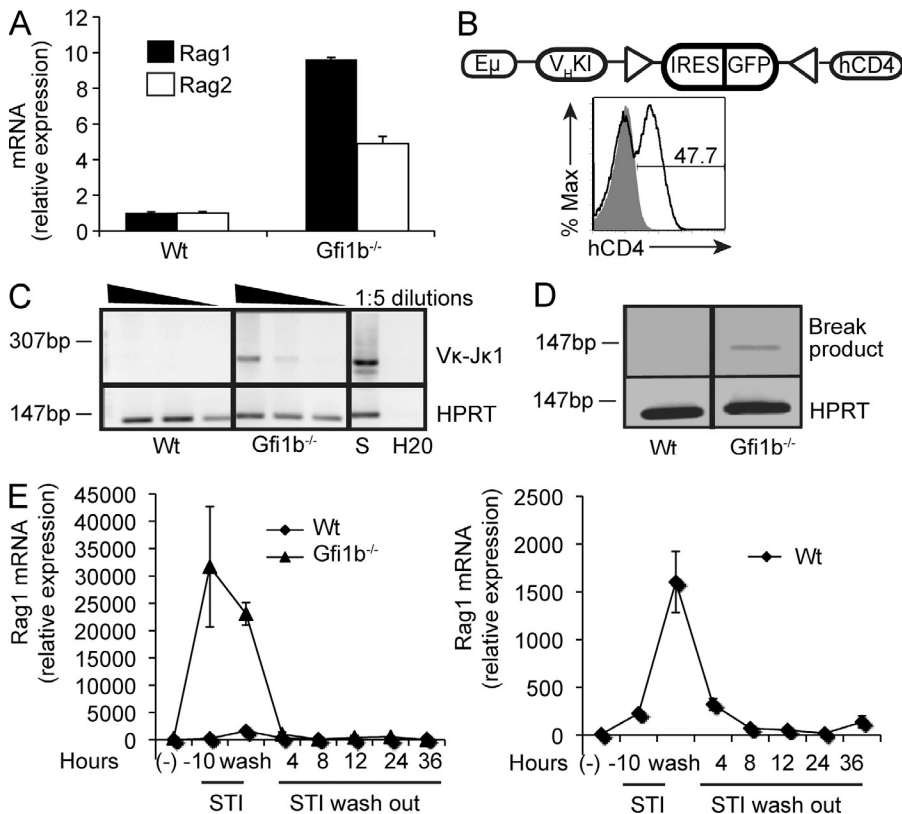 A
12
10
8
6
4
2
0
mRNA
(relative expression)
Rag1
Rag2
Wt
Gfi1b-/-
B
Eμ
VHKI
IRES
GFP
hCD4
47.7
% Max
hCD4
C
1:5 dilutions
307bp
Vκ-Jκ1
147bp
HPRT
Wt
Gfi1b-/-
S
H20
D
147bp
Break
product
147bp
HPRT
Wt
Gfi1b-/-
E
45000
40000
35000
30000
25000
20000
15000
10000
5000
0
Rag1 mRNA
(relative expression)
Wt
Gfi1b-/-
Hours (-) -10 wash 4 8 12 24 36
STI
STI wash out
2500
2000
1500
1000
500
0
Rag1 mRNA
(relative expression)
Wt
Hours (-) -10 wash 4 8 12 24 36
STI
STI wash out